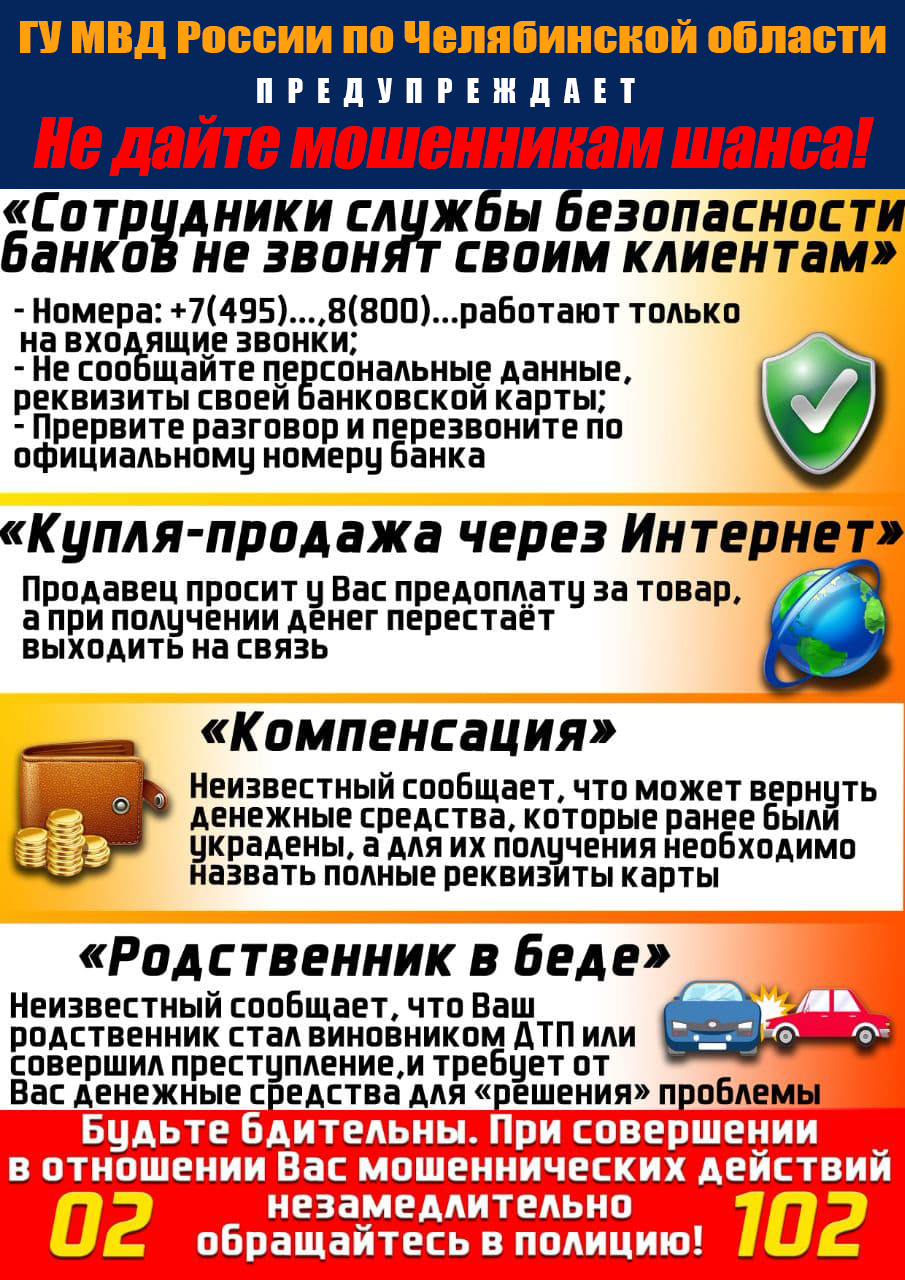 ГУ МВД России по Челябинской области
ПРЕДУПРЕЖДАЕТ
Не дайте мошенникам шанса!
«Сотрудники службы безопасности
банков не звонят своим клиентам»
- Номера: +7(495)...,8(800)...работают только
на входящие звонки;
- Не сообщайте персональные данные,
реквизиты своей банковской карты;
- Прервите разговор и перезвоните по
официальному номеру банка
«Купля-продажа через Интернет»
Продавец просит у Вас предоплату за товар,
а при получении денег перестаёт
выходить на связь
«Компенсация»
Неизвестный сообщает, что может вернуть
денежные средства, которые ранее были
украдены, а для их получения необходимо
назвать полные реквизиты карты
«Родственник в беде»
Неизвестный сообщает, что Ваш
родственник стал виновником ДТП или
совершил преступление,и требует от
Вас денежные средства для «решения» проблемы
Будьте бдительны. При совершении
в отношении Вас мошеннических действий
незамедлительно
обращайтесь в полицию!
02
102